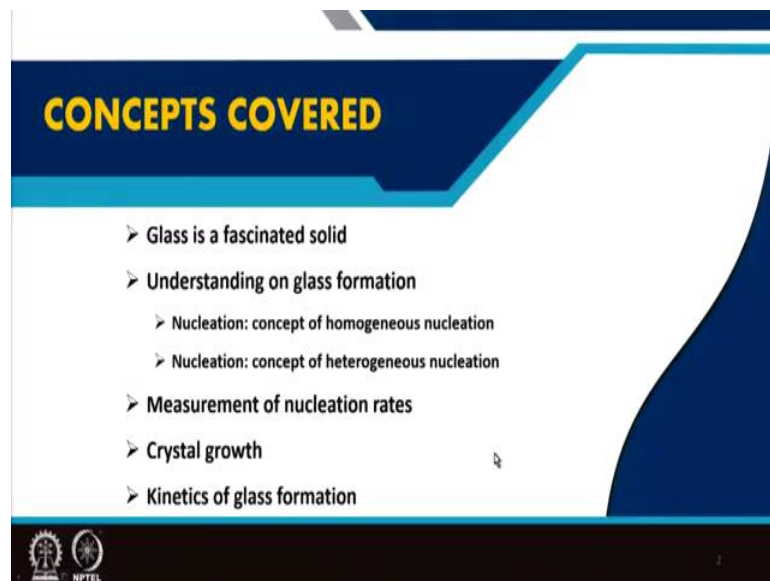 CONCEPTS COVERED
➢ Glass is a fascinated solid
➢ Understanding on glass formation
➢ Nucleation: concept of homogeneous nucleation
➢ Nucleation: concept of heterogeneous nucleation
➢ Measurement of nucleation rates
➢ Crystal growth
➢ Kinetics of glass formation
NPTEL
2